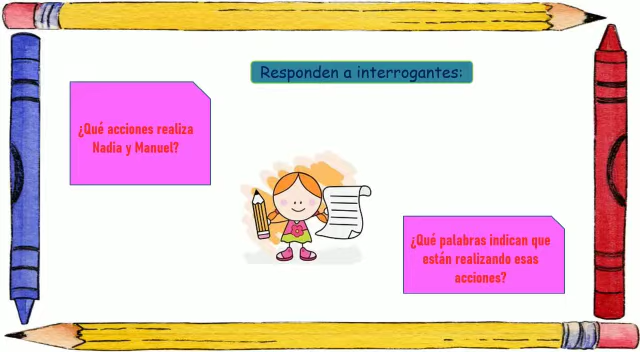 Responden a interrogantes:
¿Qué acciones realiza
Nadia y Manuel?
¿Qué palabras indican que
están realizando esas
acciones?